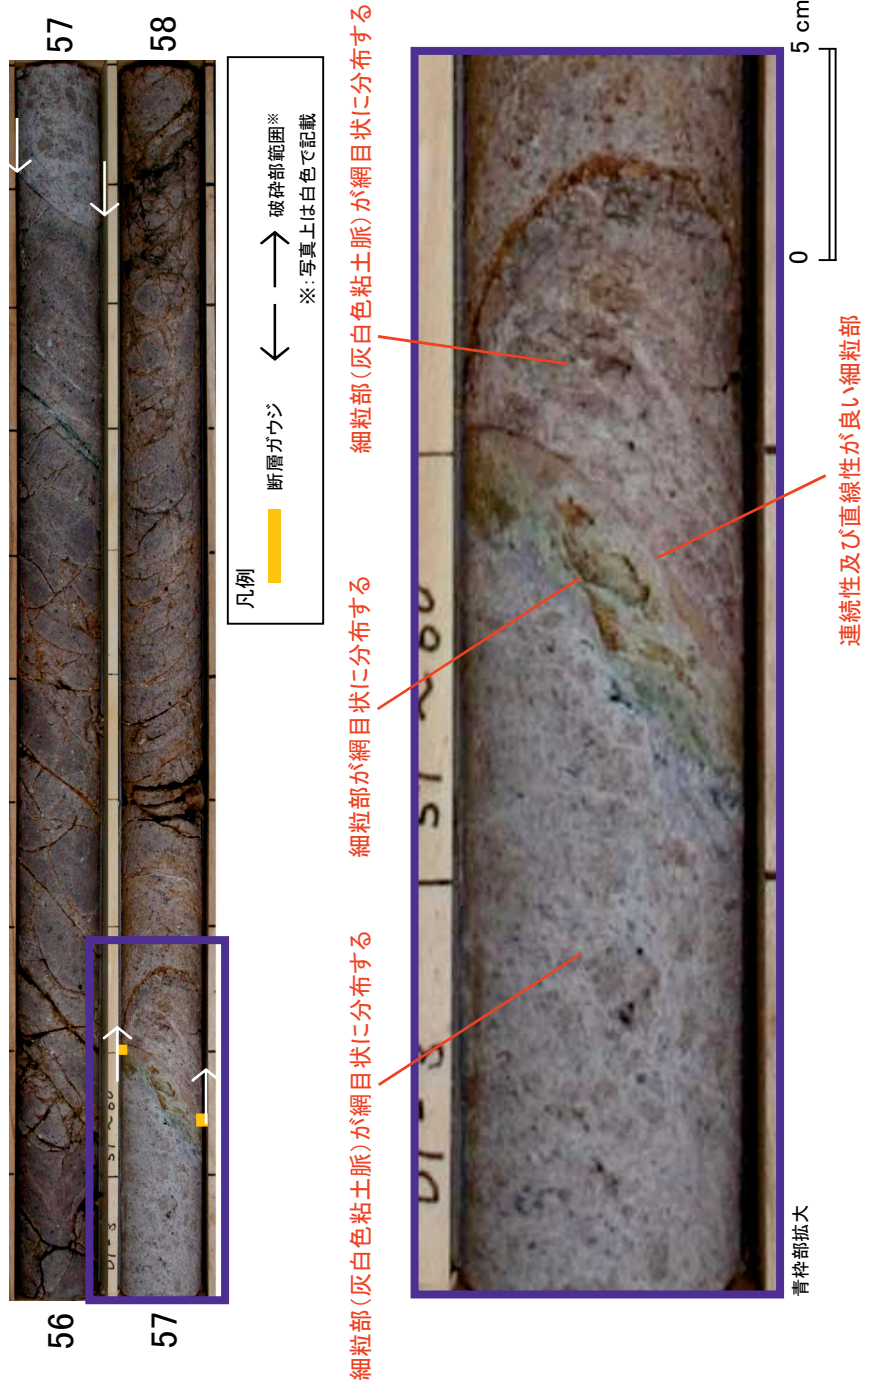 56
57
57
58
凡例
断層ガウジ
破砕部範囲※
※：写真上は白色で記載
細粒部（灰白色粘土脈）が網目状に分布する
細粒部が網目状に分布する
細粒部（灰白色粘土脈）が網目状に分布する
連続性及び直線性が良い細粒部
青枠部拡大
0
5 cm